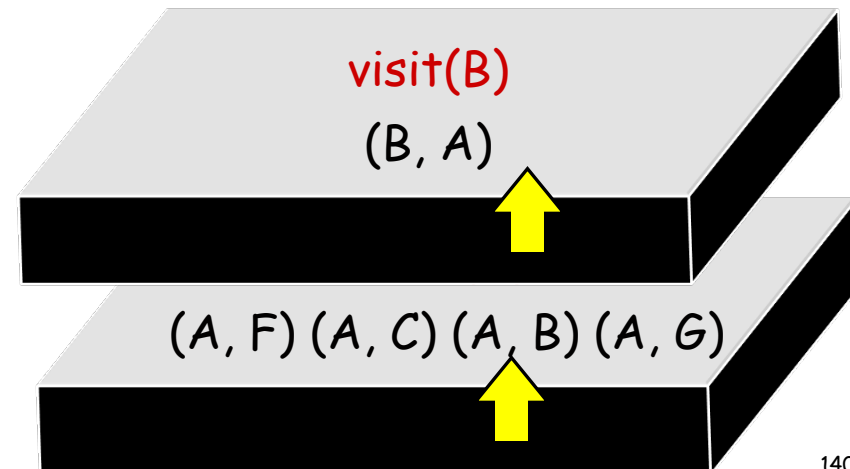 visit(B)
(B, A)
(A, F) (A, C) (A, B) (A, G)
140